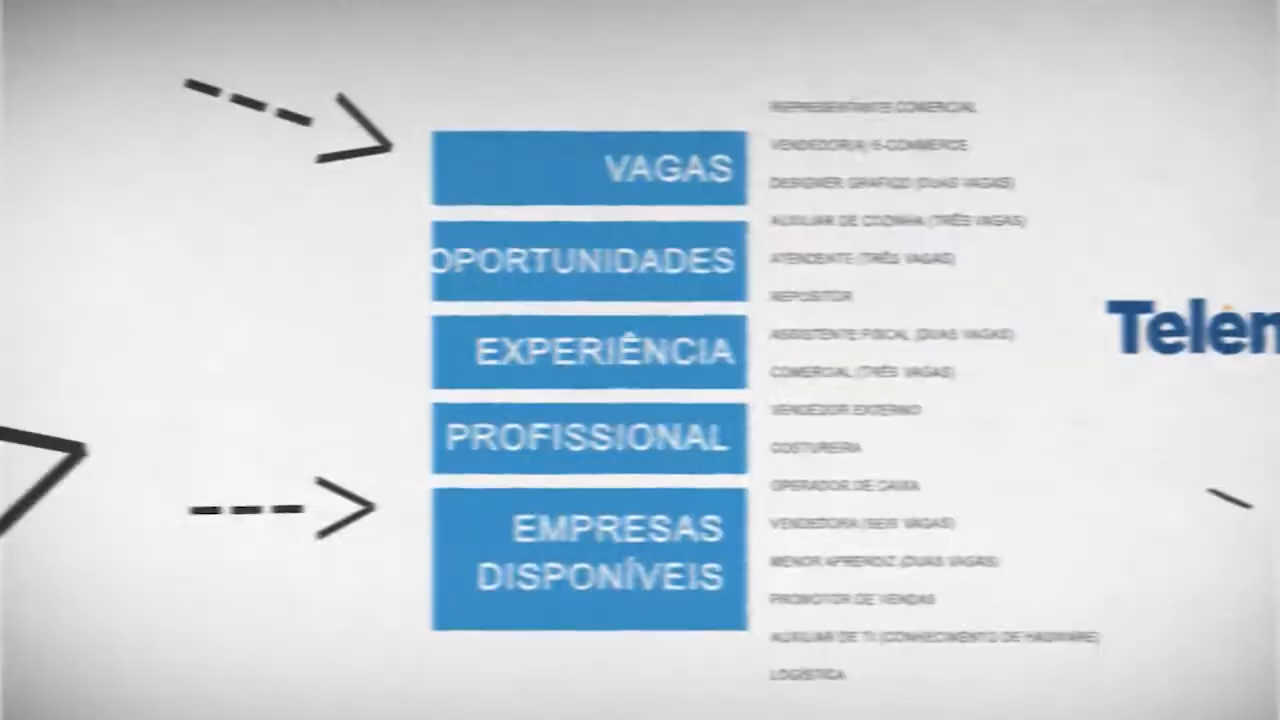 VAGAS
OPORTUNIDADES
EXPERIÊNCIA
PROFISSIONAL
EMPRESAS
DISPONÍVEIS
REPRESENTANTE COMERCIAL
VENDEDOR(A) E-COMMERCE
DESIGNER GRÁFICO (DUAS VAGAS)
AUXILIAR DE COZINHA (TRÊS VAGAS)
ATENDENTE (TRÊS VAGAS)
REPOSITOR
ASSISTENTE FISCAL (DUAS VAGAS)
COMERCIAL (TRÊS VAGAS)
VENDEDOR EXTERNO
COSTUREIRA
OPERADOR DE CAIXA
VENDEDORA (SEIS VAGAS)
MENOR APRENDIZ (DUAS VAGAS)
PROMOTOR DE VENDAS
AUXILIAR DE TI (CONHECIMENTO DE
LOGÍSTICA